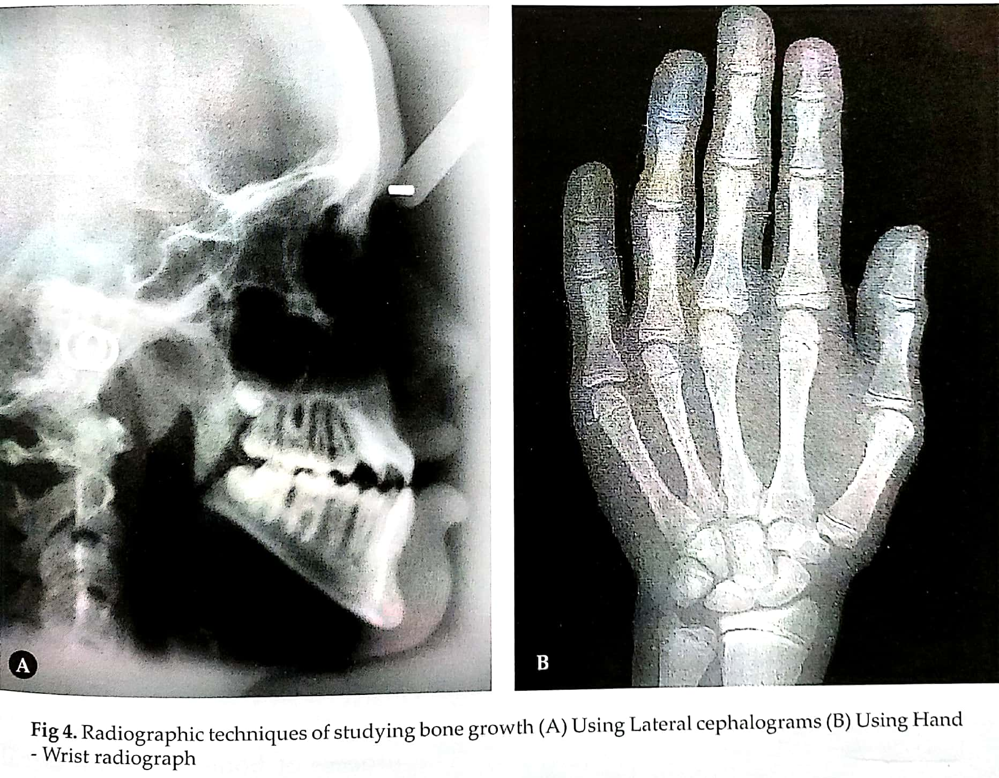 A
B
Fig 4. Radiographic techniques of studying bone growth (A) Using Lateral cephalograms (B) Using Hand
- Wrist radiograph